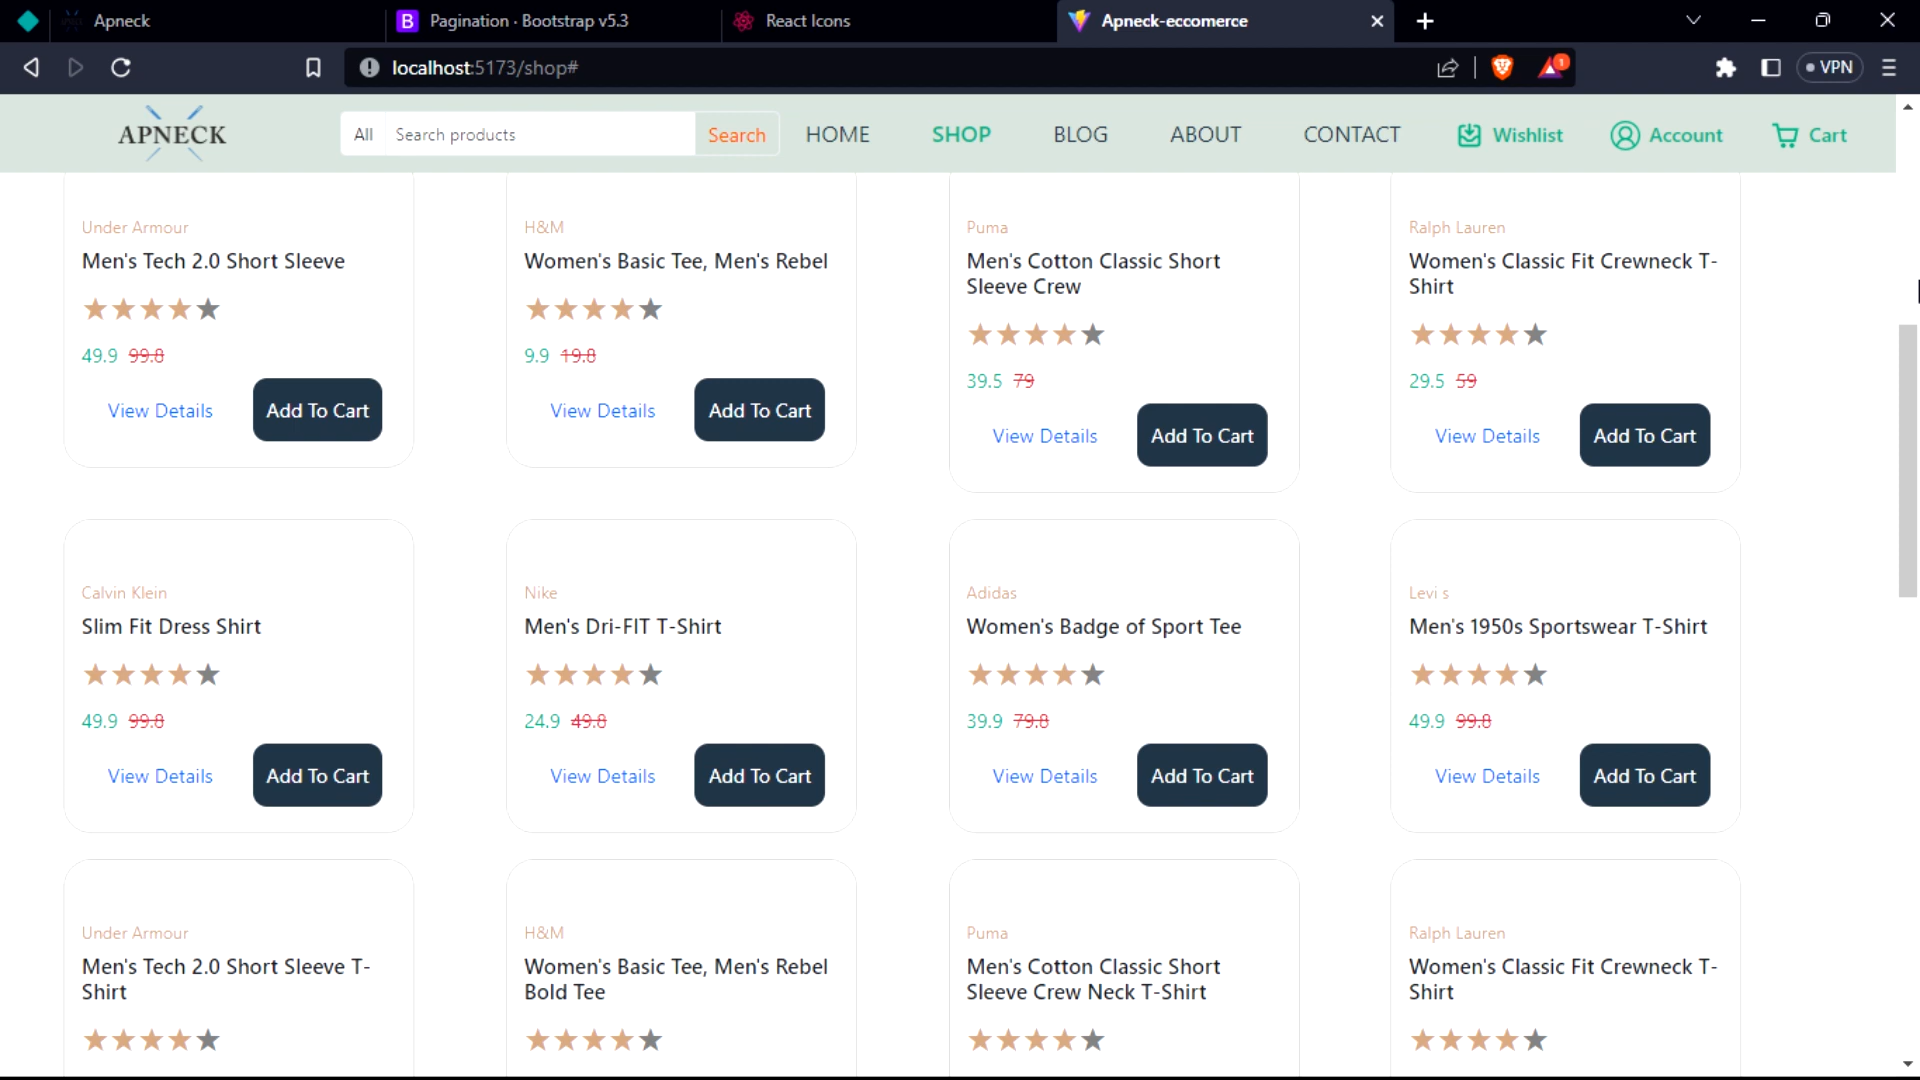 Apneck
Pagination · Bootstrap v5.3
React Icons
Apneck-eccomerce
localhost:5173/shop#
1
VPN
APNECK
All
Search products
Search
HOME
SHOP
BLOG
ABOUT
CONTACT
Wishlist
Account
Cart
Under Armour
Men's Tech 2.0 Short Sleeve
49.9 99.8
View Details
Add To Cart
H&M
Women's Basic Tee, Men's Rebel
9.9 19.8
View Details
Add To Cart
Puma
Men's Cotton Classic Short
Sleeve Crew
39.5 79
View Details
Add To Cart
Ralph Lauren
Women's Classic Fit Crewneck T-
Shirt
29.5 59
View Details
Add To Cart
Calvin Klein
Slim Fit Dress Shirt
49.9 99.8
View Details
Add To Cart
Nike
Men's Dri-FIT T-Shirt
24.9 49.8
View Details
Add To Cart
Adidas
Women's Badge of Sport Tee
39.9 79.8
View Details
Add To Cart
Levi s
Men's 1950s Sportswear T-Shirt
49.9 99.8
View Details
Add To Cart
Under Armour
Men's Tech 2.0 Short Sleeve T-
Shirt
H&M
Women's Basic Tee, Men's Rebel
Bold Tee
Puma
Men's Cotton Classic Short
Sleeve Crew Neck T-Shirt
Ralph Lauren
Women's Classic Fit Crewneck T-
Shirt